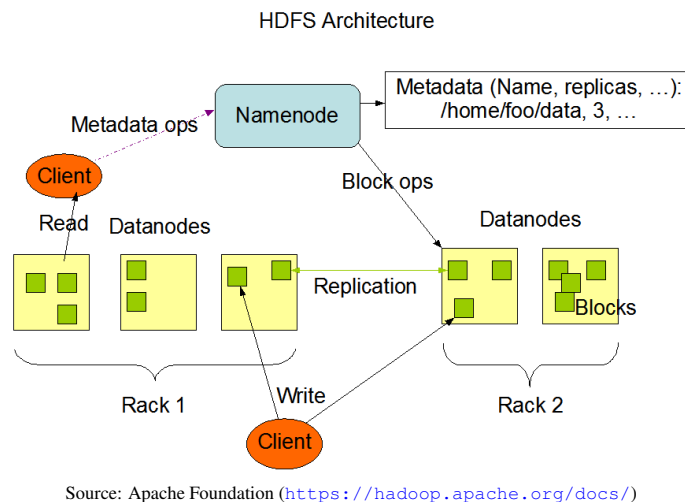 HDFS Architecture
Metadata (Name, replicas, …):
/home/foo/data, 3, …
Namenode
Metadata ops
Client
Block ops
Read
Datanodes
Datanodes
Replication
Blocks
Rack 1
Write
Rack 2
Client
Source: Apache Foundation (https://hadoop.apache.org/docs/)